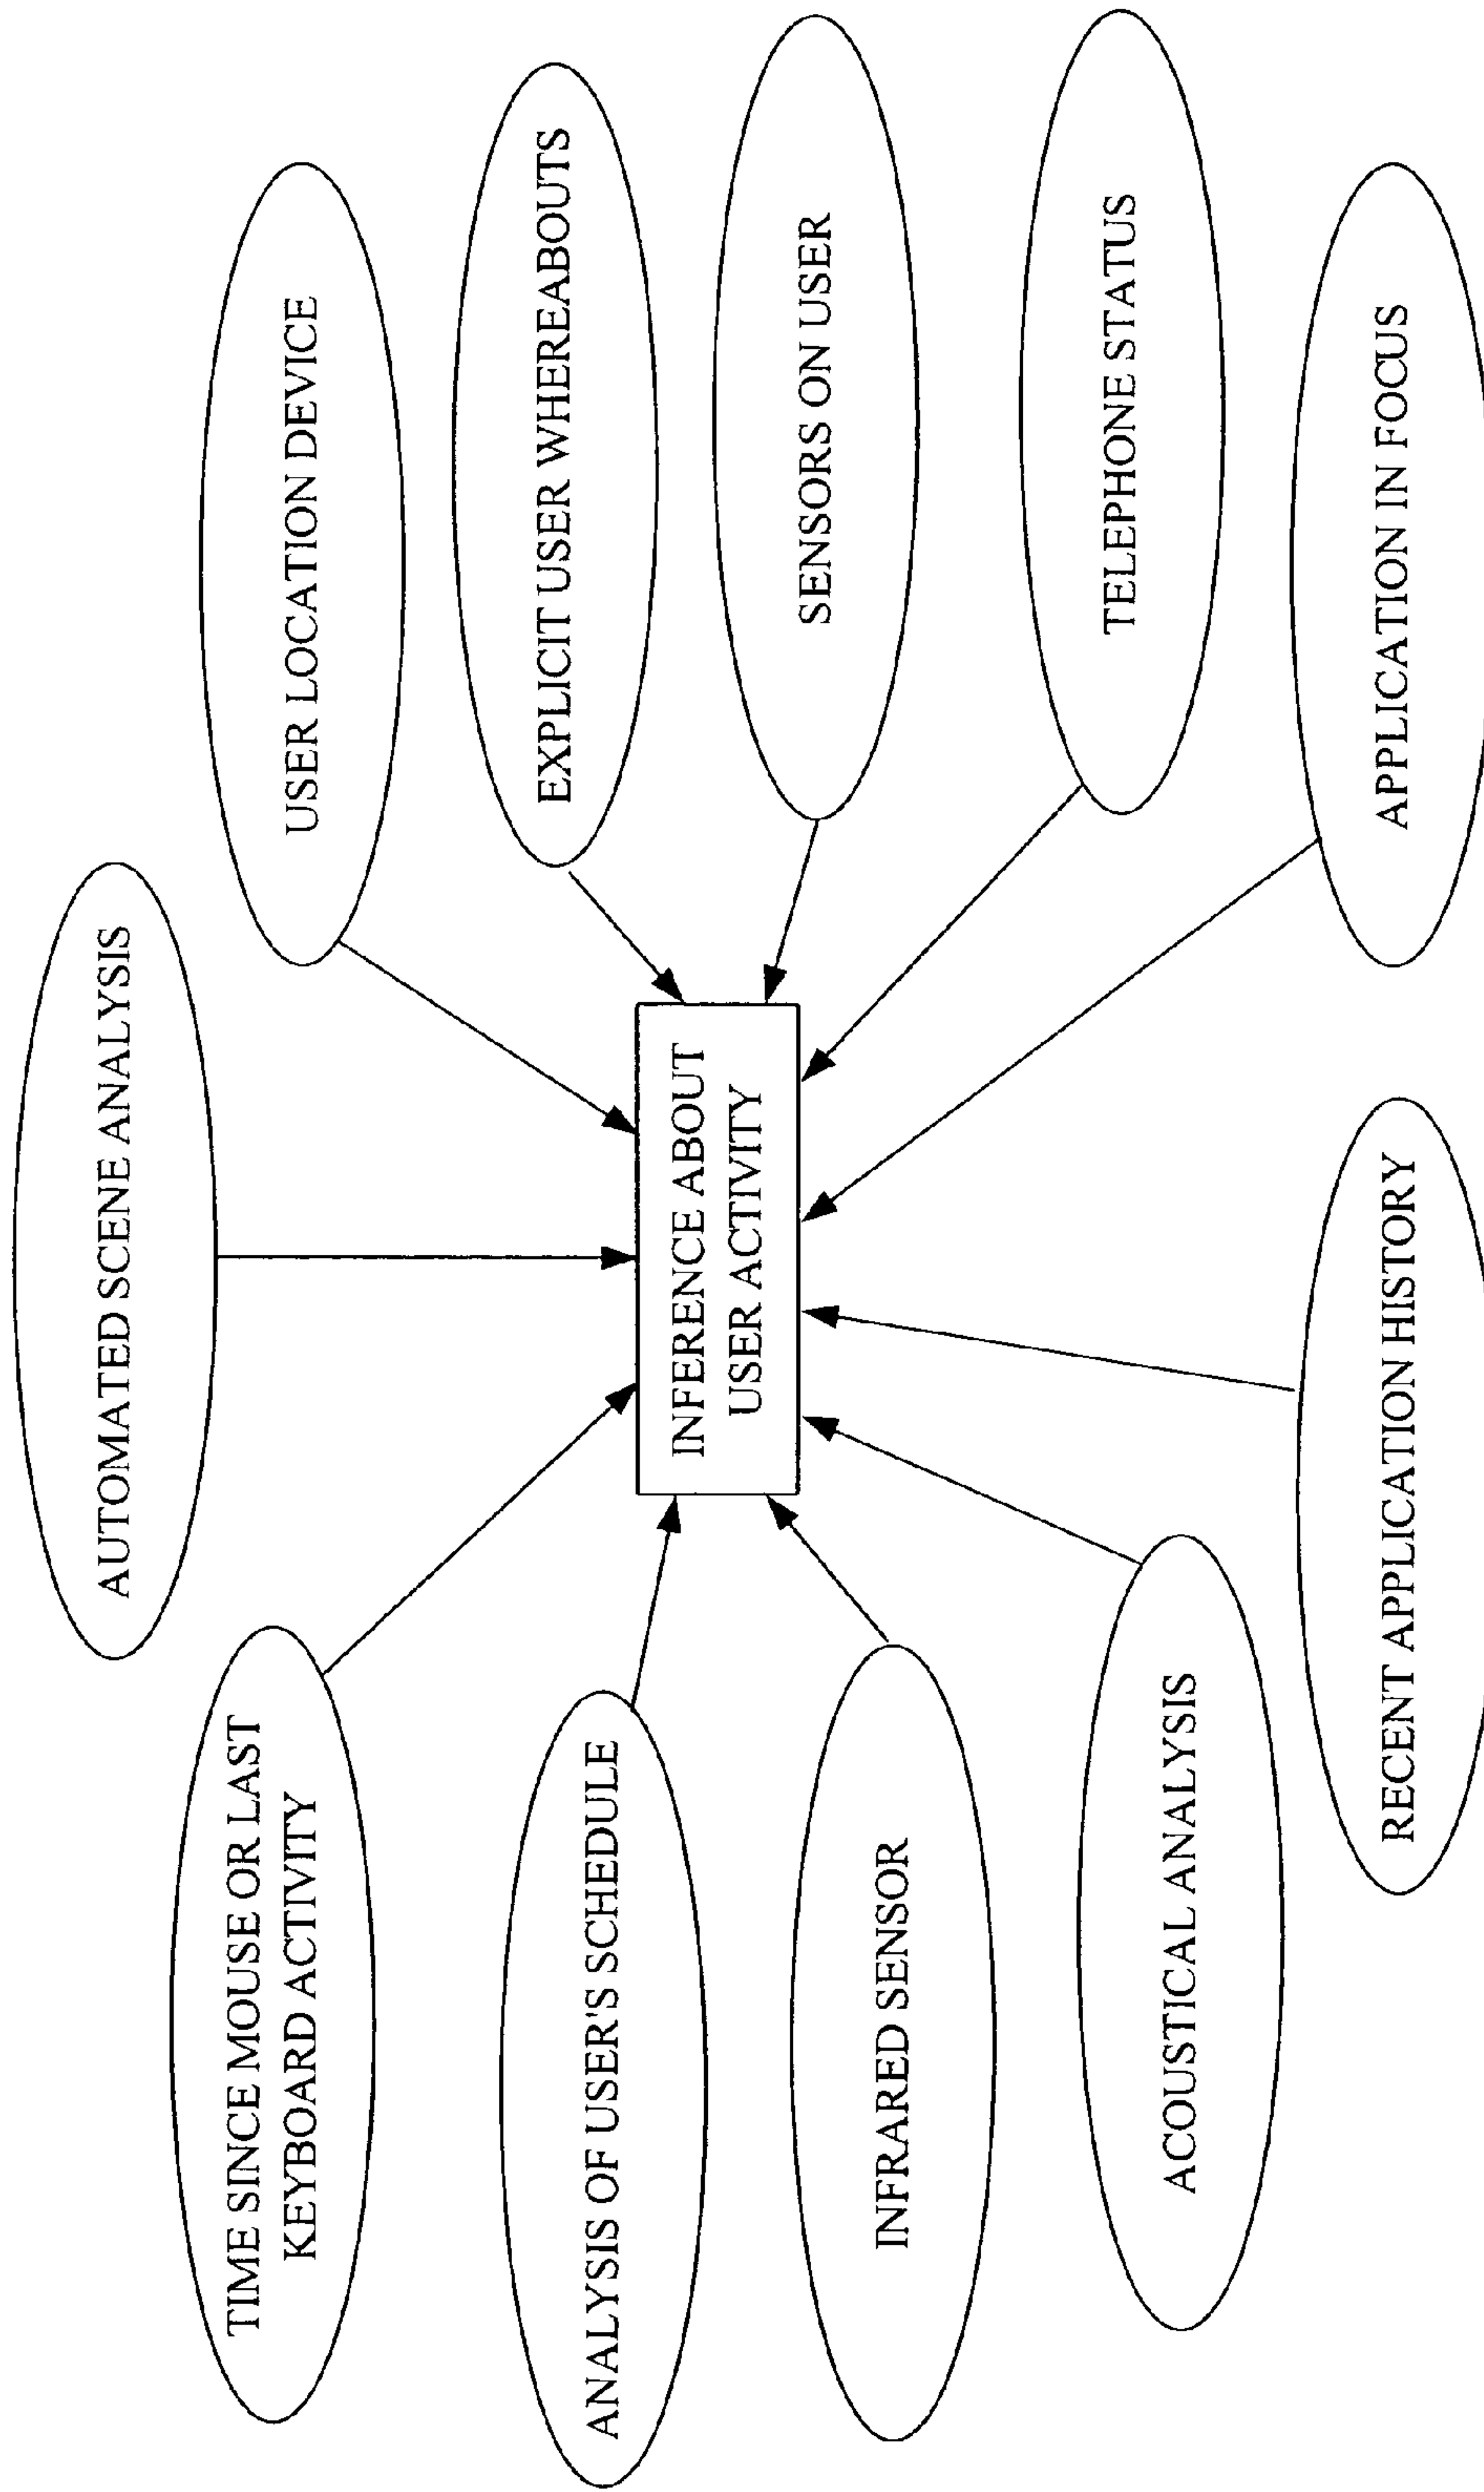 AUTOMATED SCENE ANALYSIS
TIME SINCE MOUSE OR LAST
KEYBOARD ACTIVITY
USER LOCATION DEVICE
ANALYSIS OF USER'S SCHEDULE
EXPLICIT USER WHEREABOUTS
INFERENCE ABOUT
USER ACTIVITY
INFRARED SENSOR
SENSORS ON USER
ACOUSTICAL ANALYSIS
TELEPHONE STATUS
RECENT APPLICATION HISTORY
APPLICATION IN FOCUS